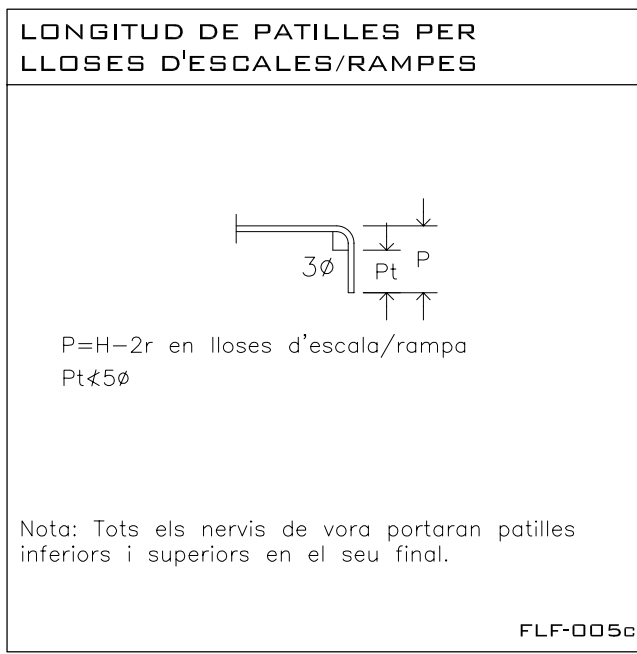 LONGITUD DE PATILLES PER
LLOSES D'ESCALES/RAMPES
3ø
Pt
P
P=H-2r en lloses d'escala/rampa
Pt≮5ø
Nota: Tots els nervis de vora portaran patilles
inferiors i superiors en el seu final.
FLF-005c